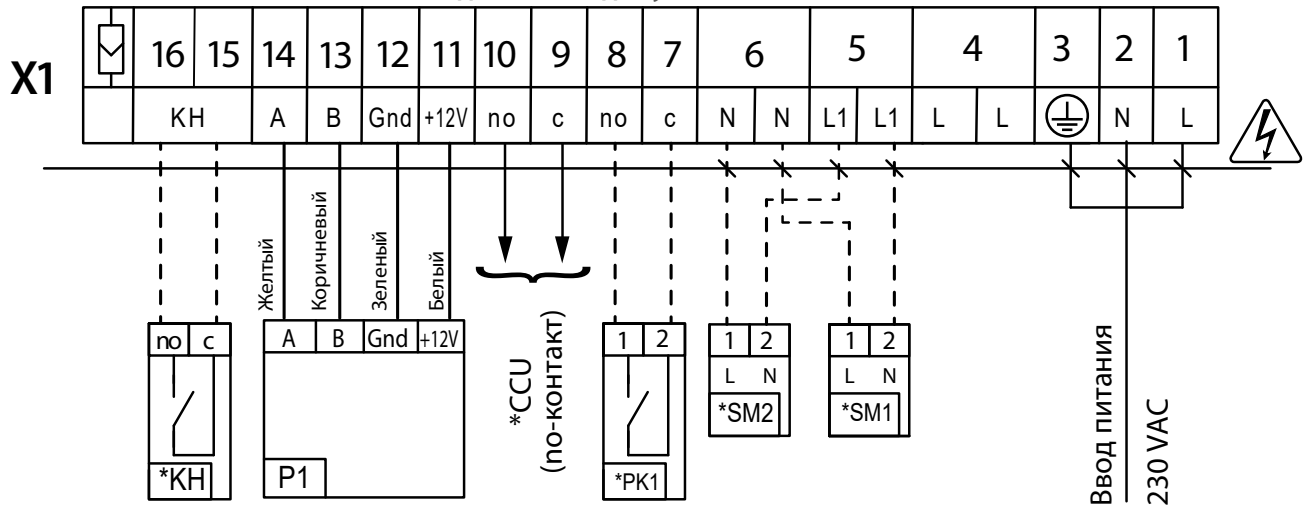 X1
16 15 14 13 12 11 10 9 8 7 6 5 4 3 2 1
KH A B Gnd +12V no c no c N N L1 L1 L L N L
Желтый
Коричневый
Зеленый
Белый
no c
*KH
A B Gnd +12V
P1
*CCU
(no-контакт)
1 2
*PK1
1 2
L N
*SM2
1 2
L N
*SM1
Ввод питания
230 VAC